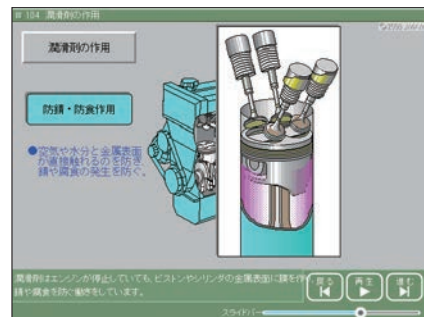 # 104 潤滑剤の作用
潤滑剤の作用
防錆・防食作用
●空気や水分と金属表面
が直接触れるのを防ぎ、
錆や腐食の発生を防ぐ。
潤滑剤はエンジンが停止していても、ピストンやシリンダの金属表面に膜を作り、
錆や腐食を防ぐ働きをしています。
戻る
再生
進む
スライドバー